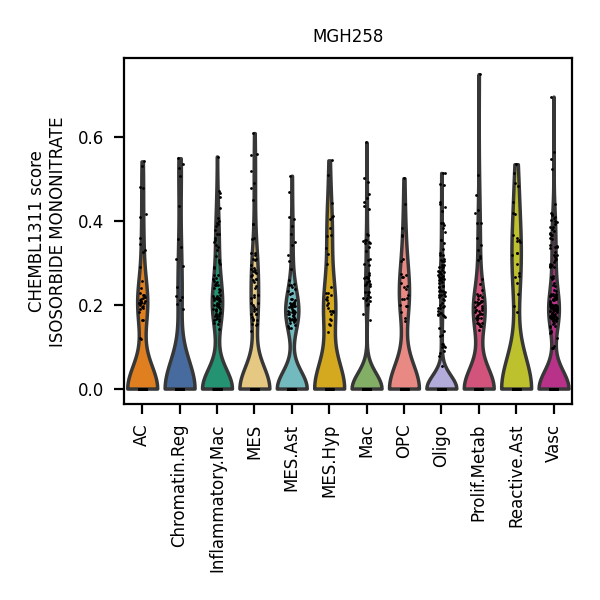 MGH258
CHEMBL1311 score
ISOSORBIDE MONONITRATE
0.6
0.4
0.2
0.0
AC
Chromatin.Reg
Inflammatory.Mac
MES
MES.Ast
MES.Hyp
Mac
OPC
Oligo
Prolif.Metab
Reactive.Ast
Vasc